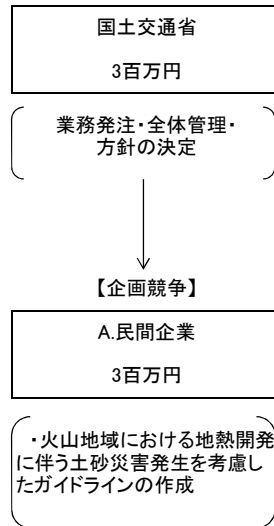 国土交通省
3百万円
業務発注・全体管理・
方針の決定
【企画競争】
A.民間企業
3百万円
・火山地域における地熱開発
に伴う土砂災害発生を考慮し
たガイドラインの作成